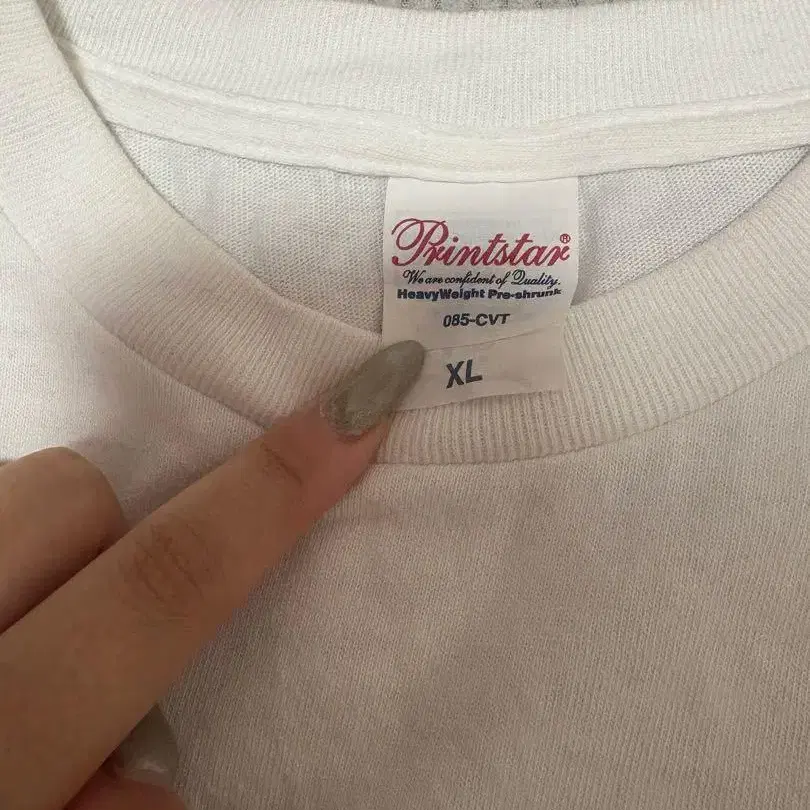 Printstar®
We are confident of Quality.
HeavyWeight Pre-shrunk
085-CVT
XL